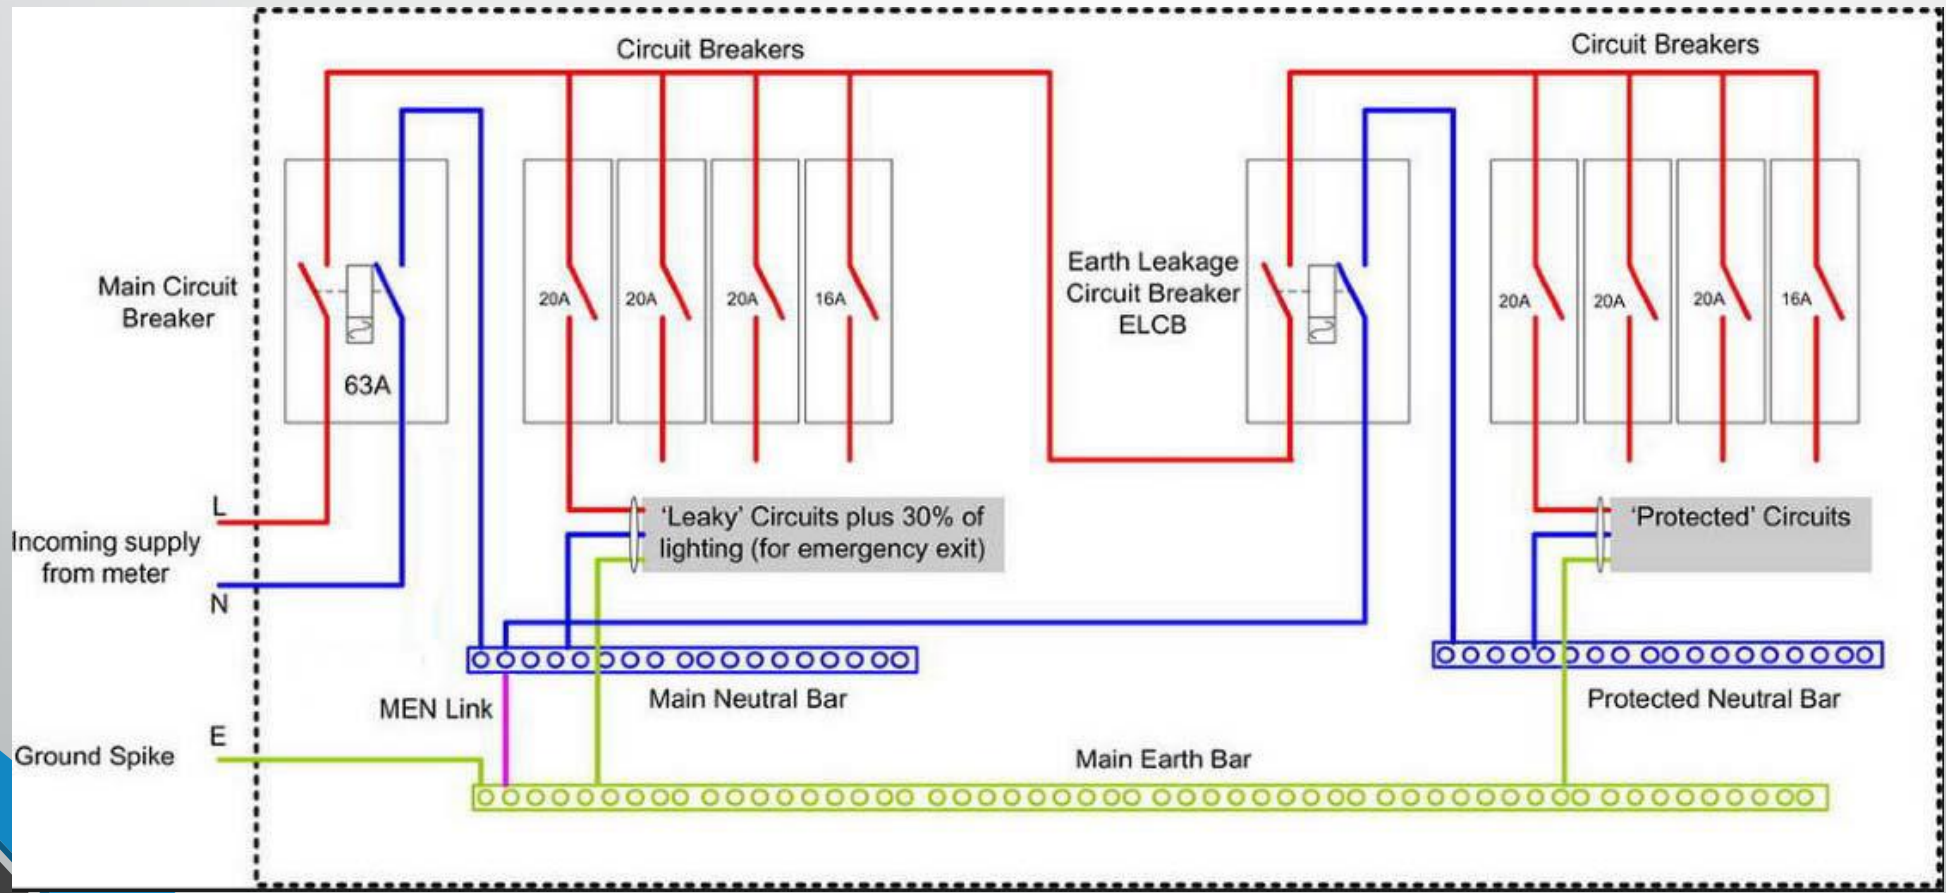 Circuit Breakers
Circuit Breakers
Main Circuit
Breaker
63A
20A
20A
20A
16A
Earth Leakage
Circuit Breaker
ELCB
20A
20A
20A
16A
L
Incoming supply
from meter
N
‘Leaky’ Circuits plus 30% of
lighting (for emergency exit)
‘Protected’ Circuits
MEN Link
Main Neutral Bar
Protected Neutral Bar
E
Ground Spike
Main Earth Bar